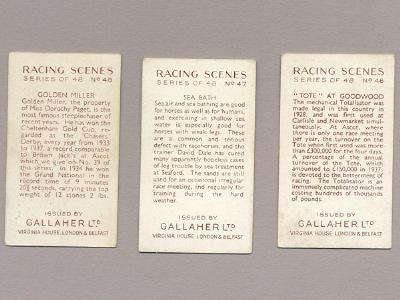 RACING SCENES
SERIES OF 48 Nº 48
GOLDEN MILLER
Golden Miller, the property
of Miss Dorothy Paget, is the
most famous steeplechaser of
recent years. He has won the
Cheltenham Gold Cup, re-
garded as the "Chasers'
Derby, every year from 1933
to 1937, a record comparable
to Brown Jack's at Ascot,
which we give on No. 39 of
this series. In 1934 he won
the Grand National in the
record time of 9 minutes
seconds, carrying the top
weight of 12 stones 2 lbs.
ISSUED BY
GALLAHER LTD
VIRGINIA HOUSE, LONDON & BELFAST
RACING SCENES
SERIES OF 48 Nº 47
SEA BATH
Sea air and sea bathing are good
for horses as well as for humans,
and exercising in shallow sea
water is especially good for
horses with weak legs. These
are a common and serious
defect with racehorses, and the
trainer David Dale has cured
many apparently hopeless cases
of leg trouble by sea treatment
at Seaford. The sands are still
used for an occasional irregular
race meeting, and regularly for
training during the hard
weather.
ISSUED BY
GALLAHER LTD
VIRGINIA HOUSE, LONDON & BELFAST
RACING SCENES
SERIES OF 48 Nº 46
"TOTE" AT GOODWOOD
The mechanical Totalisator was
made legal in this country in
1928, and was first used at
Carlisle and Newmarket simul-
taneously. At Ascot, where
there is only one race meeting
per year, the turnover on the
Tote when first used was more
than £300,000 for the four days.
A percentage of the annual
turnover of the Tote, which
amounted to £130,000 in 1937,
is devoted to the betterment of
racing. The Totalisator is an
immensely complicated machine
costing hundreds of thousands
of pounds.
ISSUED BY
GALLAHER LTD
VIRGINIA HOUSE, LONDON & BELFAST